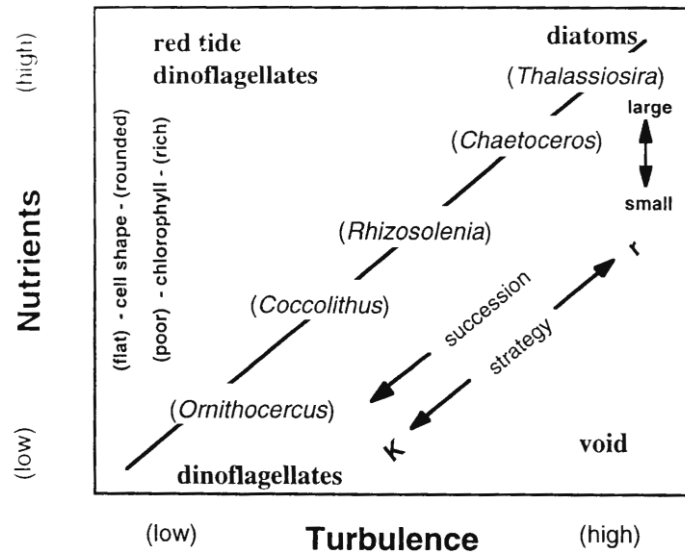 (high)
Nutrients
(low)
red tide
dinoflagellates
diatoms
(Thalassiosira)
large
small
(Chaetoceros)
(Rhizosolenia)
(Coccolithus)
(Ornithocercus)
(flat) - cell shape - (rounded)
(poor) - chlorophyll - (rich)
r
succession
strategy
K
dinoflagellates
void
(low)
Turbulence
(high)